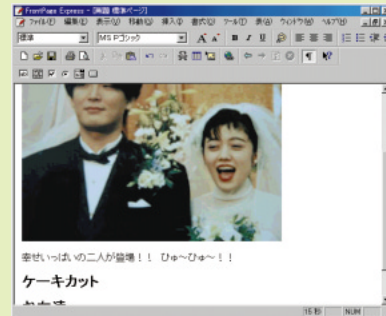 FrontPage Express - [無題 標準ページ]
ファイル(F) 編集(E) 表示(V) 移動(G) 挿入(I) 書式(O) ツール(T) 表(A) ウィンドウ(W) ヘルプ(H)
標準 MS Pゴシック
幸せいっぱいの二人が登場!! ひゅ~ひゅ~!!
ケーキカット
15 秒 NUM